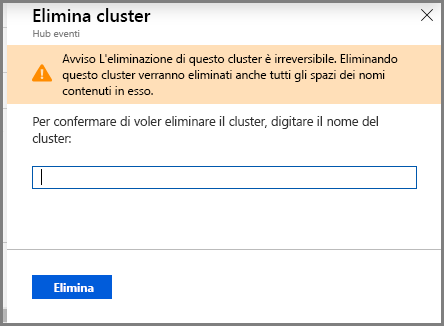 Elimina cluster
Hub eventi
Avviso L'eliminazione di questo cluster è irreversibile. Eliminando
questo cluster verranno eliminati anche tutti gli spazi dei nomi
contenuti in esso.
Per confermare di voler eliminare il cluster, digitare il nome del
cluster:
Elimina